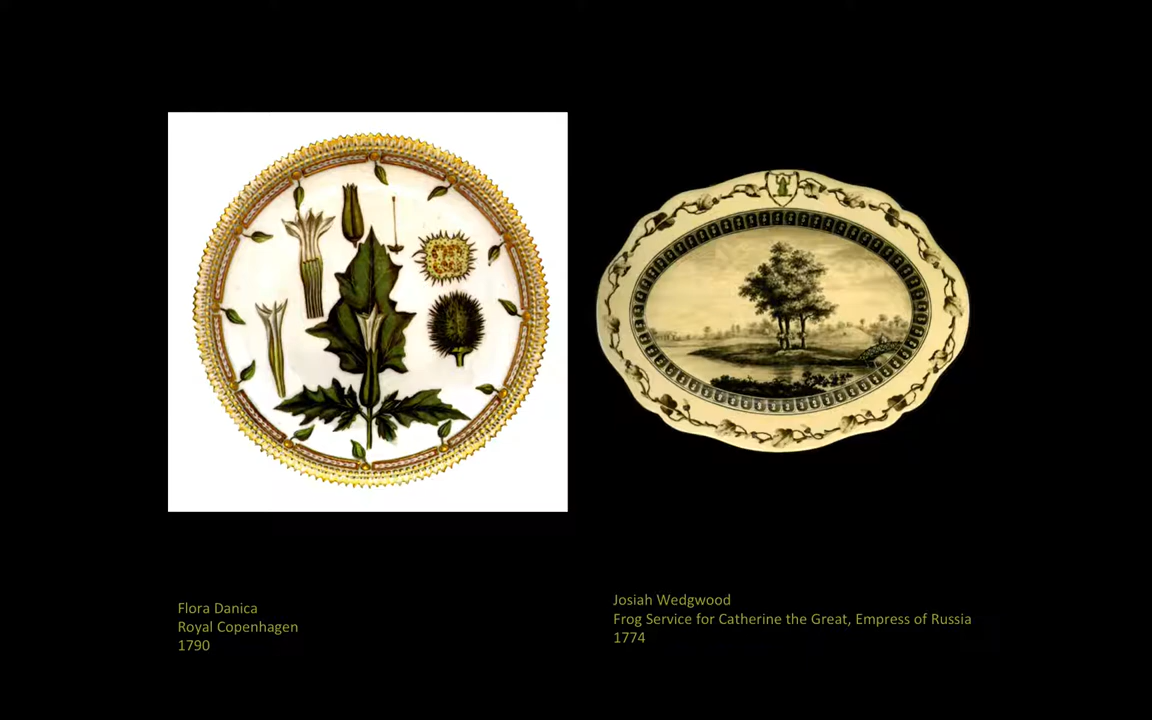 Flora Danica
Royal Copenhagen
1790
Josiah Wedgwood
Frog Service for Catherine the Great, Empress of Russia
1774